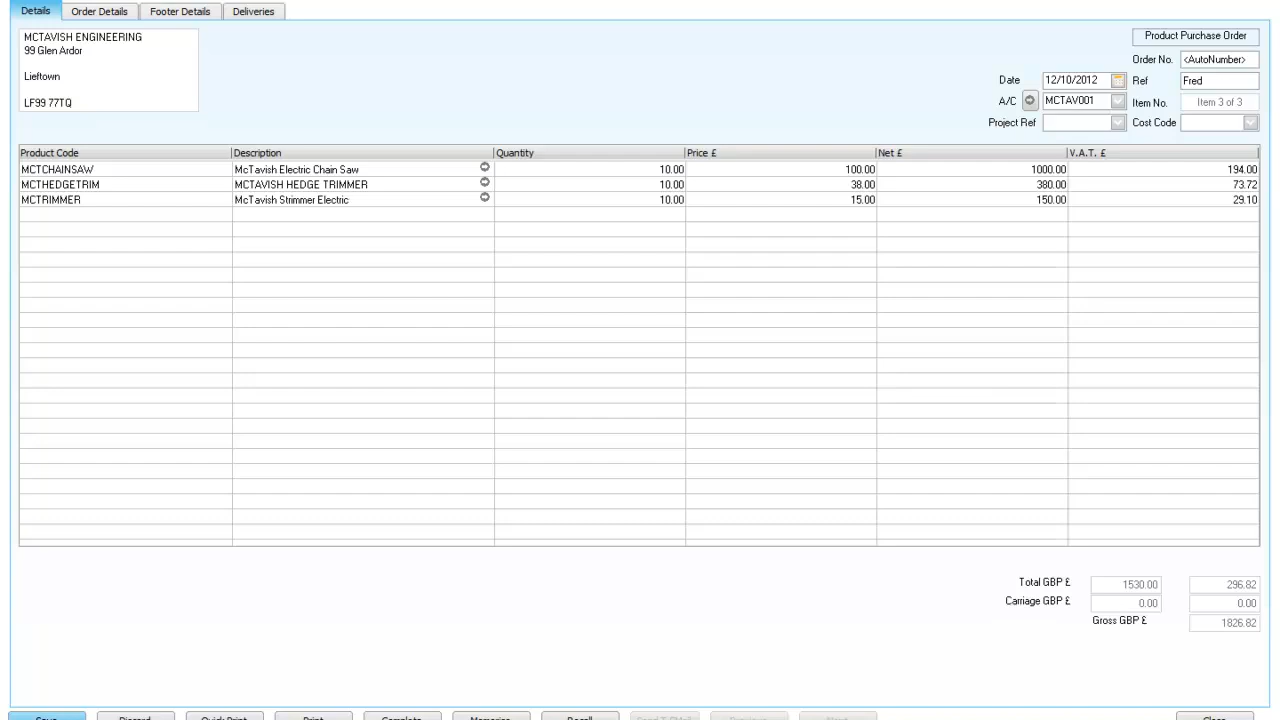 Details Order Details Footer Details Deliveries
MCTAVISH ENGINEERING
99 Glen Ardor
Lieftown
LF99 77TQ
Product Purchase Order
Order No. <AutoNumber>
Date 12/10/2012 Ref Fred
A/C MCTAV001 Item No. Item 3 of 3
Project Ref Cost Code
Product Code Description Quantity Price £ Net £ V.A.T. £
MCTCHAINSAW McTavish Electric Chain Saw 10.00 100.00 1000.00 194.00
MCTHEDGETRIM MCTAVISH HEDGE TRIMMER 10.00 38.00 380.00 73.72
MCTRIMMER McTavish Strimmer Electric 10.00 15.00 150.00 29.10
Total GBP £ 1530.00 296.82
Carriage GBP £ 0.00 0.00
Gross GBP £ 1826.82
Save Discard Quick Print Print Complete Memorise Recall Send T-Mail Previous Next Close